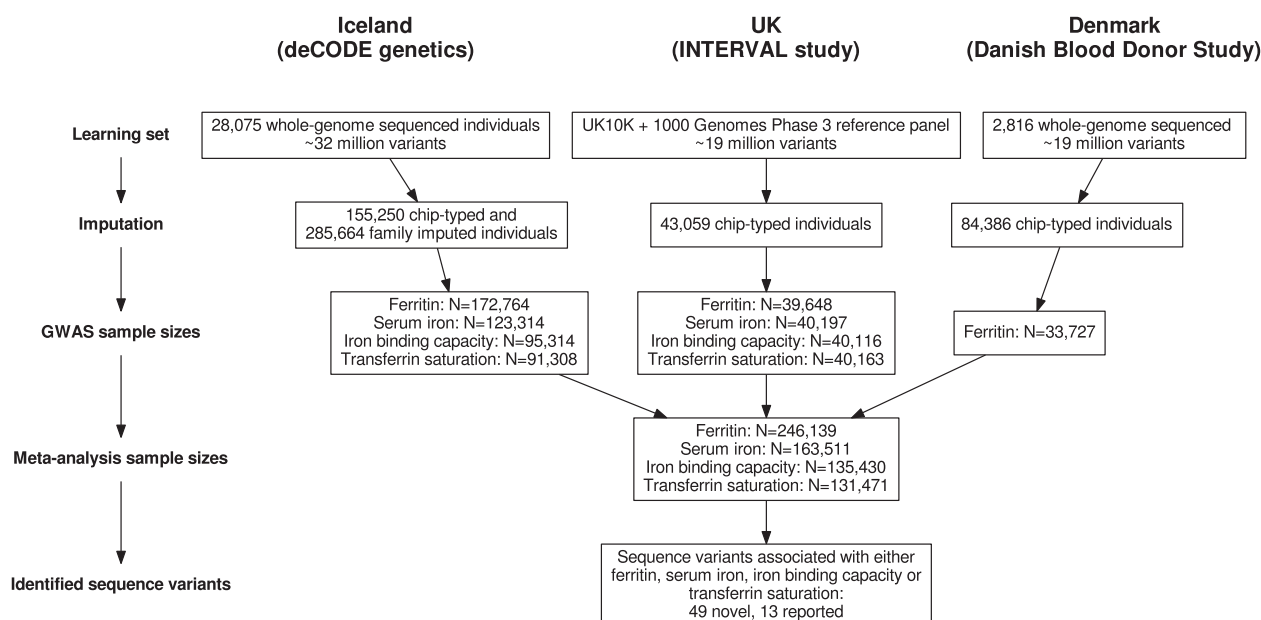 Iceland
(deCODE genetics)
UK
(INTERVAL study)
Denmark
(Danish Blood Donor Study)
Learning set
28,075 whole-genome sequenced individuals
~32 million variants
UK10K + 1000 Genomes Phase 3 reference panel
~19 million variants
2,816 whole-genome sequenced
~19 million variants
Imputation
155,250 chip-typed and
285,664 family imputed individuals
43,059 chip-typed individuals
84,386 chip-typed individuals
GWAS sample sizes
Ferritin: N=172,764
Serum iron: N=123,314
Iron binding capacity: N=95,314
Transferrin saturation: N=91,308
Ferritin: N=39,648
Serum iron: N=40,197
Iron binding capacity: N=40,116
Transferrin saturation: N=40,163
Ferritin: N=33,727
Meta-analysis sample sizes
Ferritin: N=246,139
Serum iron: N=163,511
Iron binding capacity: N=135,430
Transferrin saturation: N=131,471
Identified sequence variants
Sequence variants associated with either
ferritin, serum iron, iron binding capacity or
transferrin saturation:
49 novel, 13 reported